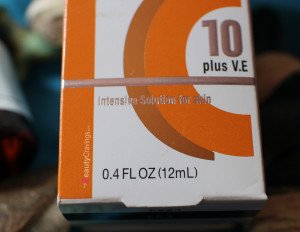 10
plus V.E
Intensive Solution for skin
0.4 FL OZ (12mL)